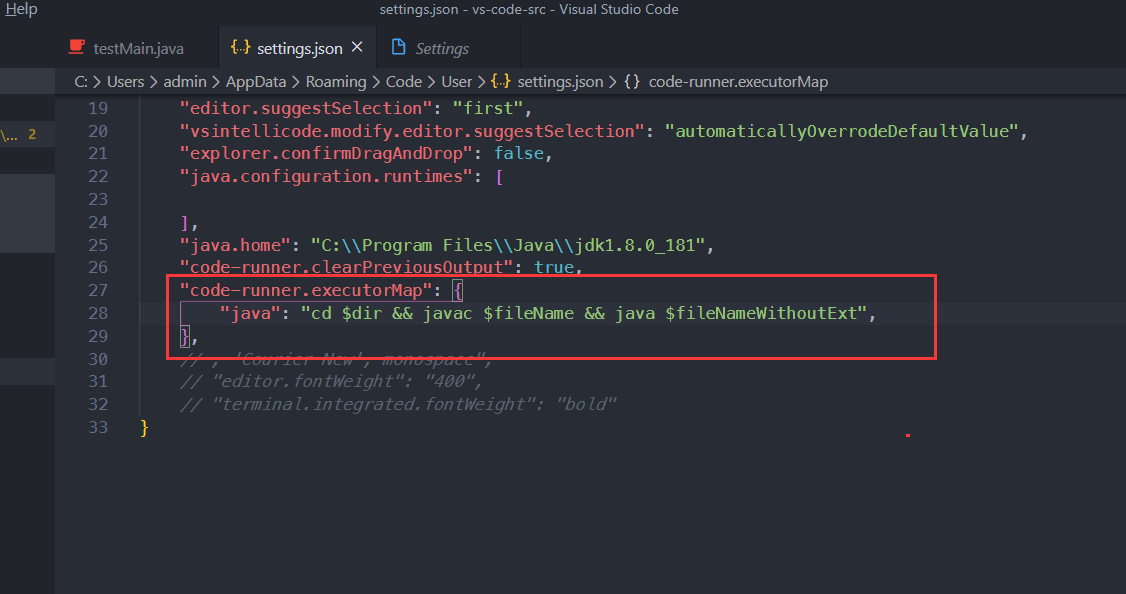 Help
settings.json - vs-code-src - Visual Studio Code
testMain.java
settings.json
Settings
C: > Users > admin > AppData > Roaming > Code > User > {..} settings.json > {} code-runner.executorMap
\... 2
19 "editor.suggestSelection": "first",
20 "vsintellicode.modify.editor.suggestSelection": "automaticallyOverrodeDefaultValue",
21 "explorer.confirmDragAndDrop": false,
22 "java.configuration.runtimes": [
23
24 ],
25 "java.home": "C:\\Program Files\\Java\\jdk1.8.0_181",
26 "code-runner.clearPreviousOutput": true,
27 "code-runner.executorMap": {
28 "java": "cd $dir && javac $fileName && java $fileNameWithoutExt",
29 },
30 // , 'Courier New', monospace",
31 // "editor.fontWeight": "400",
32 // "terminal.integrated.fontWeight": "bold"
33 }